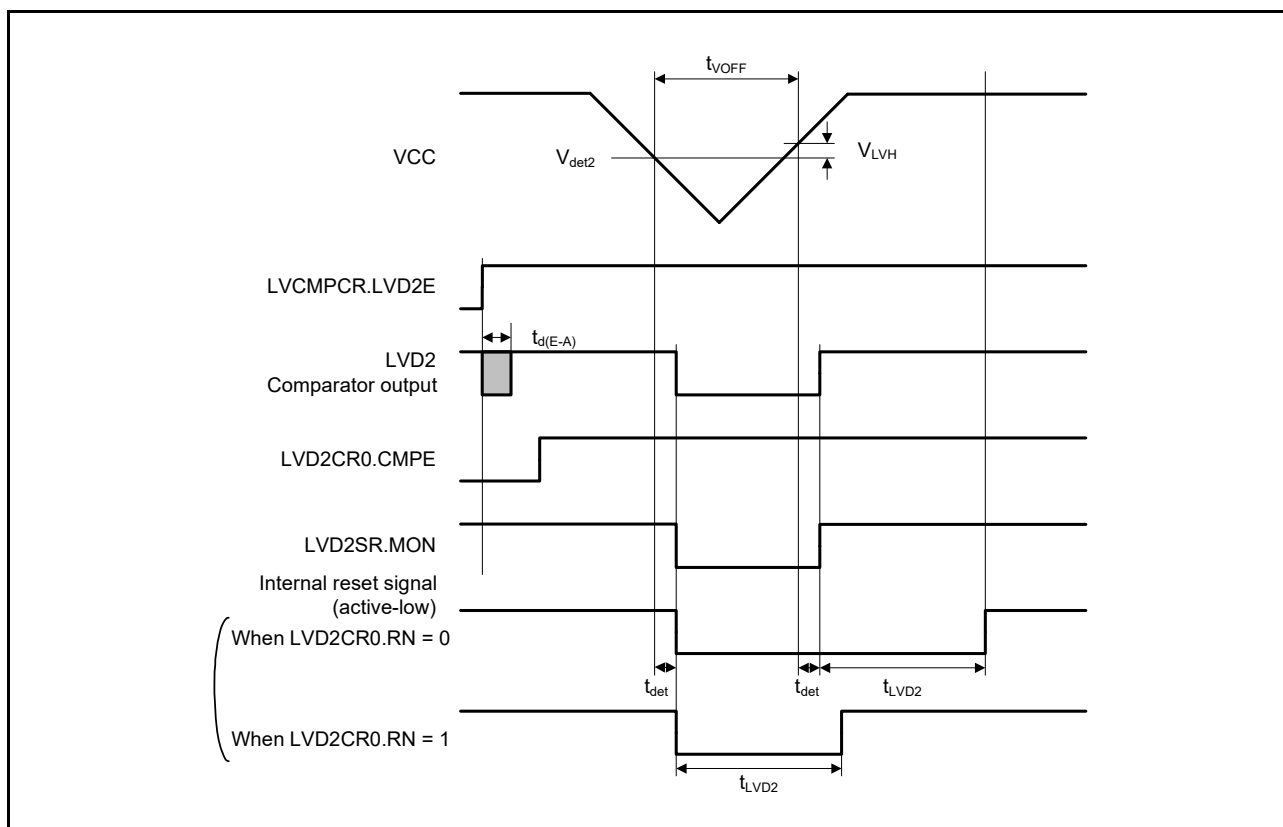 tVOFF
VCC
Vdet2
VLVH
LVCMPCR.LVD2E
td(E-A)
LVD2
Comparator output
LVD2CR0.CMPE
LVD2SR.MON
Internal reset signal
(active-low)
When LVD2CR0.RN = 0
tdet
tdet
tLVD2
When LVD2CR0.RN = 1
tLVD2